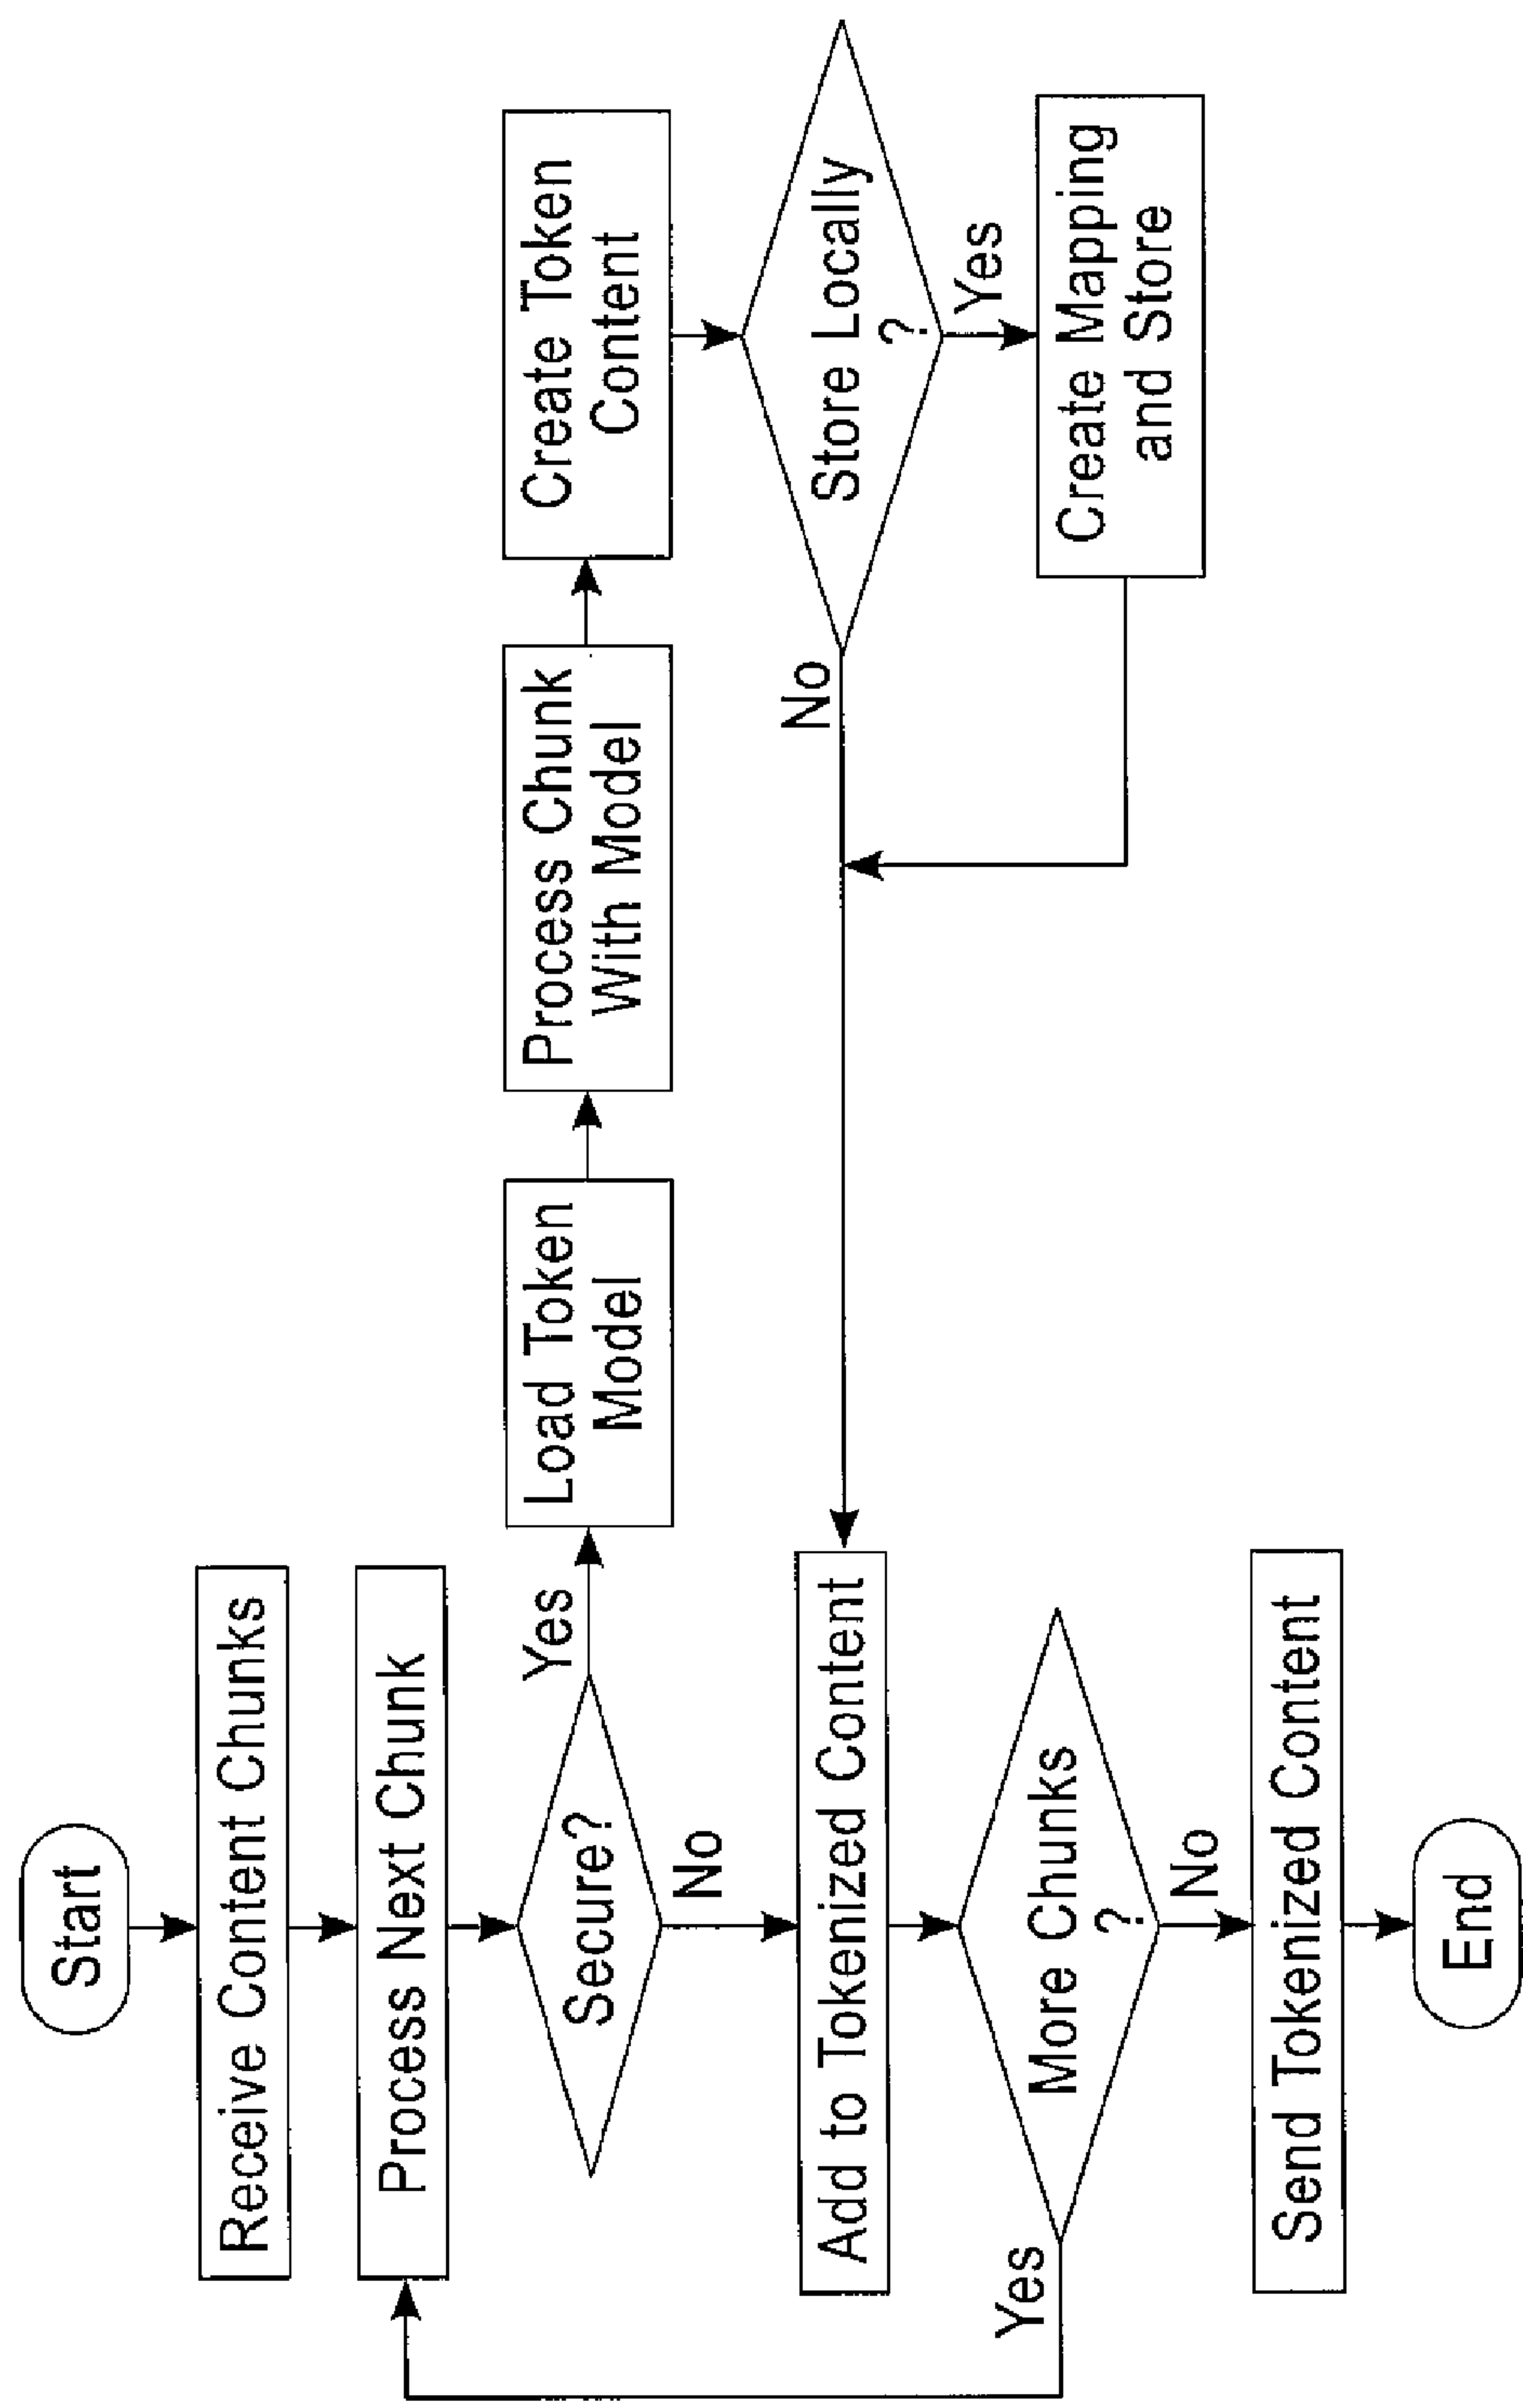 Start
Receive Content Chunks
Process Next Chunk
Secure?
Yes
No
Load Token
Model
Process Chunk
With Model
Create Token
Content
Store Locally
?
No
Yes
Create Mapping
and Store
Add to Tokenized Content
More Chunks
?
Yes
No
Send Tokenized Content
End